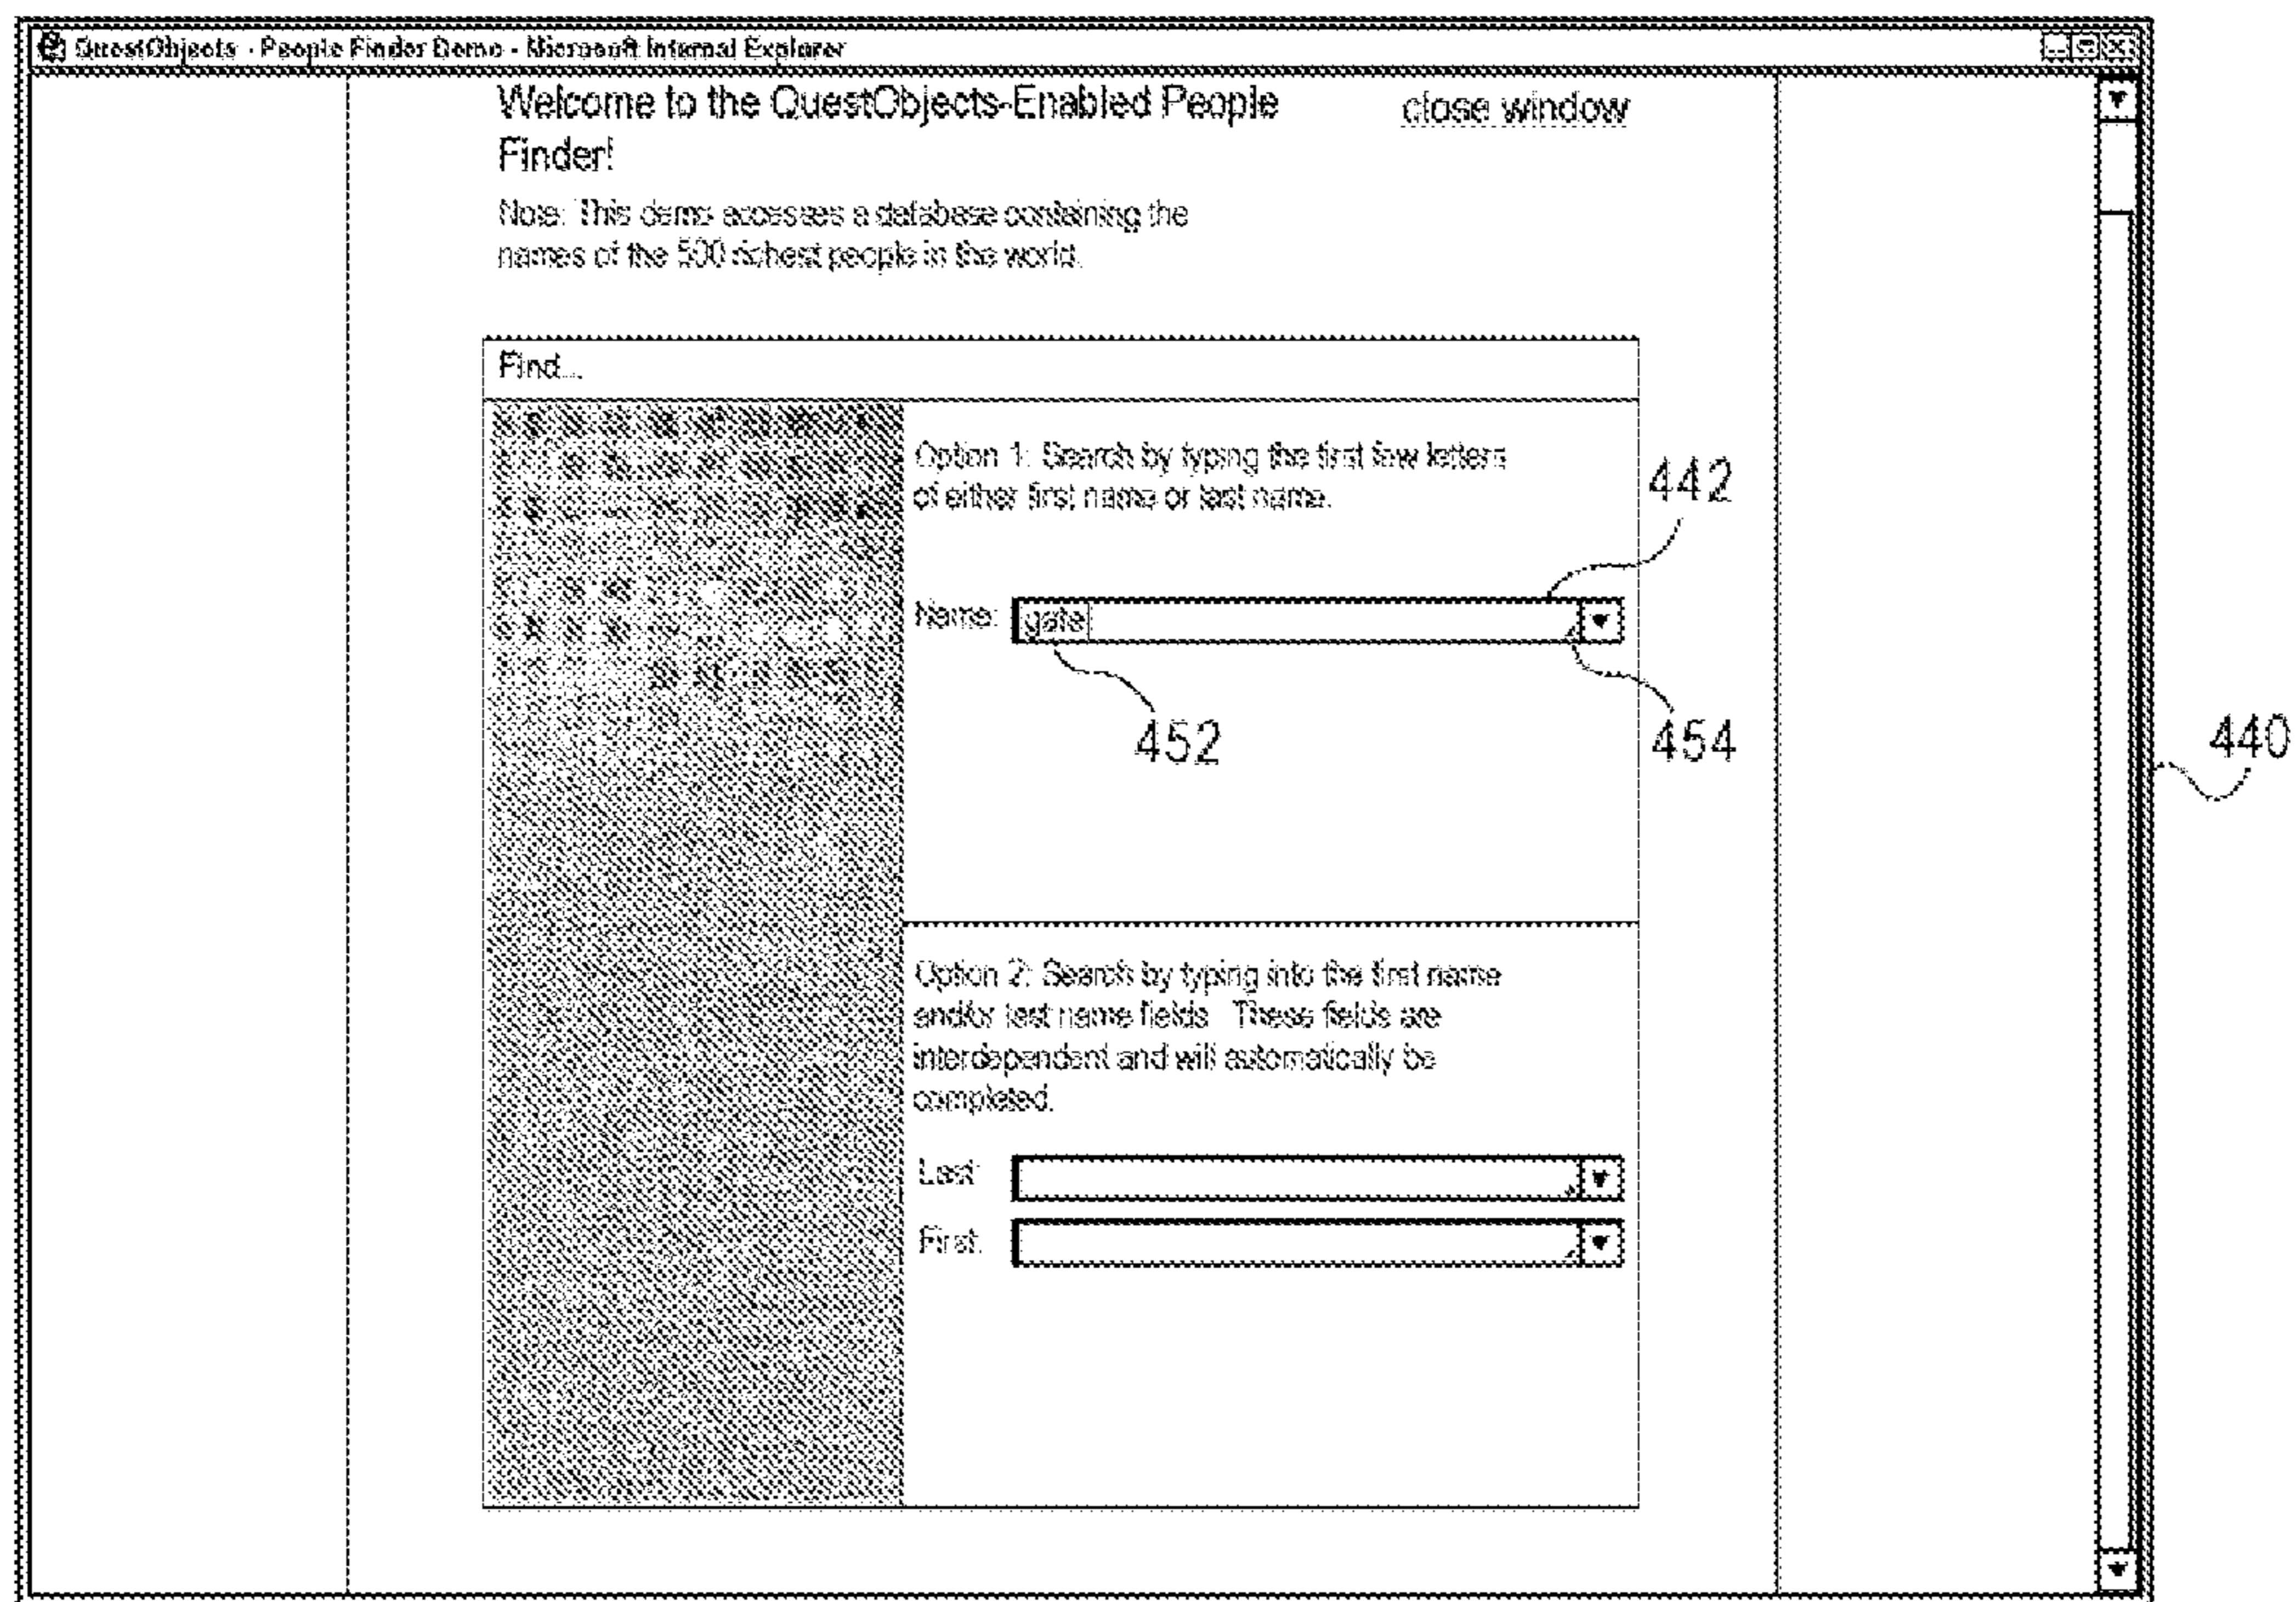 QuestObjects - People Finder Demo - Microsoft Internal Explorer
Welcome to the QuestObjects-Enabled People
Finder!
close window
Note: This demo accesses a database containing the
names of the 500 richest people in the world.
Find...
Option 1: Search by typing the first few letters
of either first name or last name.
442
Name: gate
452
454
440
Option 2: Search by typing into the first name
and/or last name fields. These fields are
interdependent and will automatically be
completed.
Last:
First: